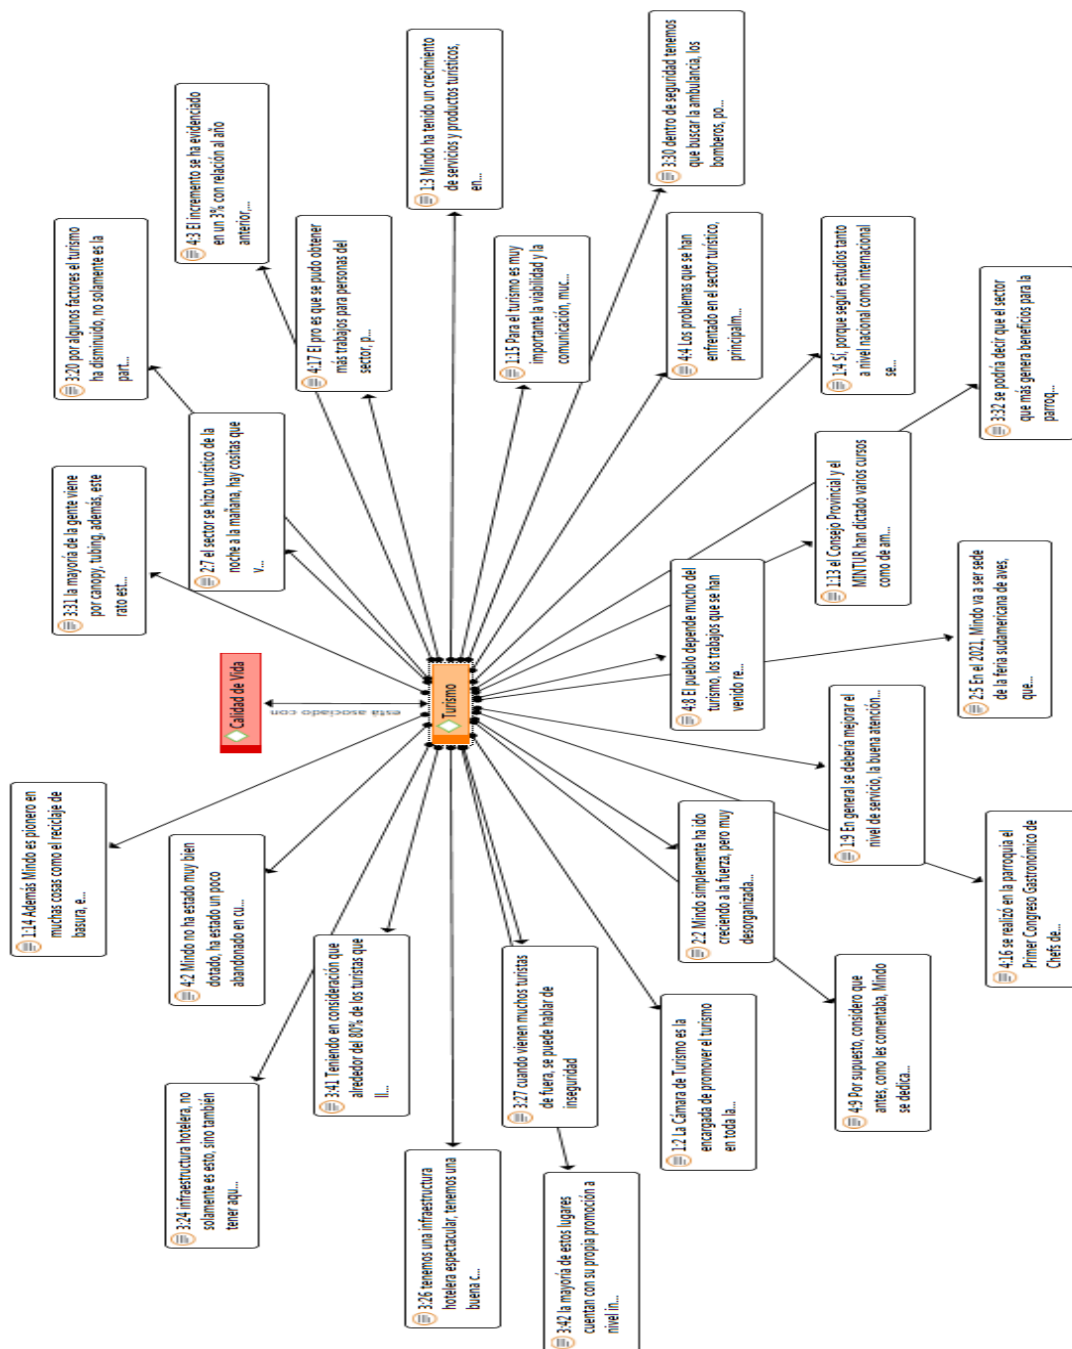 1:14 Además Mindo es pionero en
muchas cosas como el reciclaje de
basura, e...
3:31 la mayoría de la gente viene
por canopy, tubing, además, este
rato est...
3:20 por algunos factores el turismo
ha disminuido, no solamente es la
part...
3:24 infraestructura hotelera, no
solamente es esto, sino también
tener aqu...
4:2 Mindo no ha estado muy bien
dotado, ha estado un poco
abandonado en cu...
Calidad de Vida
2:7 el sector se hizo turístico de la
noche a la mañana, hay cositas que
v...
4:3 El incremento se ha evidenciado
en un 3% con relación al año
anterior,...
está asociado con
3:41 Teniendo en consideración que
alrededor del 80% de los turistas que
ll...
4:17 El pro es que se pudo obtener
más trabajos para personas del
sector, p...
3:26 tenemos una infraestructura
hotelera espectacular, tenemos una
buena c...
Turismo
1:3 Mindo ha tenido un crecimiento
de servicios y productos turísticos,
en...
3:27 cuando vienen muchos turistas
de fuera, se puede hablar de
inseguridad
1:15 Para el turismo es muy
importante la viabilidad y la
comunicación, muc...
3:42 la mayoría de estos lugares
cuentan con su propia promoción a
nivel in...
3:30 dentro de seguridad tenemos
que buscar la ambulancia, los
bomberos, po...
1:2 La Cámara de Turismo es la
encargada de promover el turismo
en toda la...
2:2 Mindo simplemente ha ido
creciendo a la fuerza, pero muy
desorganizada...
4:8 El pueblo depende mucho del
turismo, los trabajos que se han
venido re...
4:4 Los problemas que se han
enfrentado en el sector turístico,
principalm...
4:9 Por supuesto, considero que
antes, como les comentaba, Mindo
se dedica...
1:9 En general se debería mejorar el
nivel de servicio, la buena atención...
1:13 el Consejo Provincial y el
MINTUR han dictado varios cursos
como de am...
1:4 Sí, porque según estudios tanto
a nivel nacional como internacional
se...
4:16 se realizó en la parroquia el
Primer Congreso Gastronómico de
Chefs de...
2:5 En el 2021, Mindo va a ser sede
de la feria sudamericana de aves,
que...
3:32 se podría decir que el sector
que más genera beneficios para la
parroq...